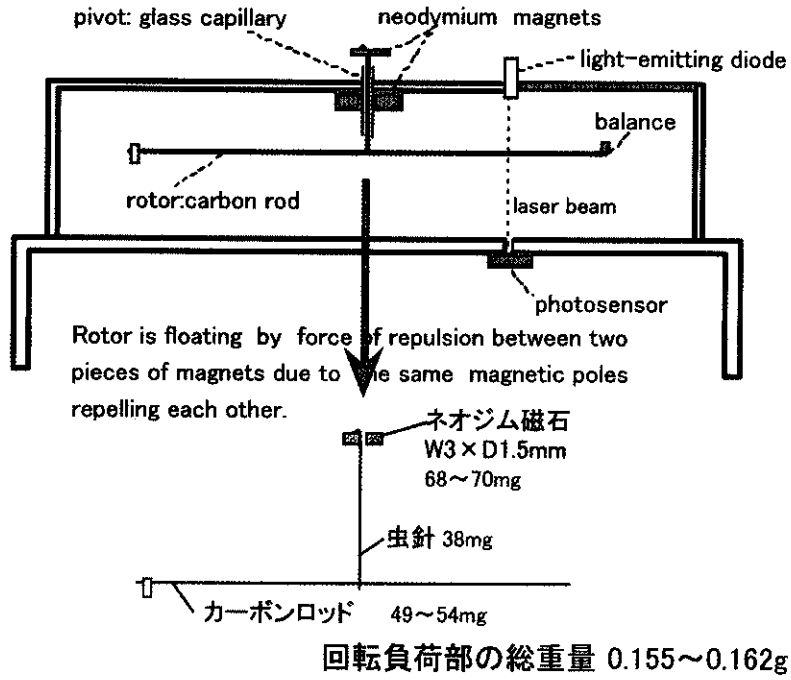 pivot: glass capillary
neodymium magnets
light-emitting diode
balance
rotor:carbon rod
laser beam
photosensor
Rotor is floating by force of repulsion between two
pieces of magnets due to he same magnetic poles
repelling each other.
ネオジム磁石
W3×D1.5mm
68～70mg
虫針 38mg
カーボンロッド 49～54mg
回転負荷部の総重量 0.155～0.162g